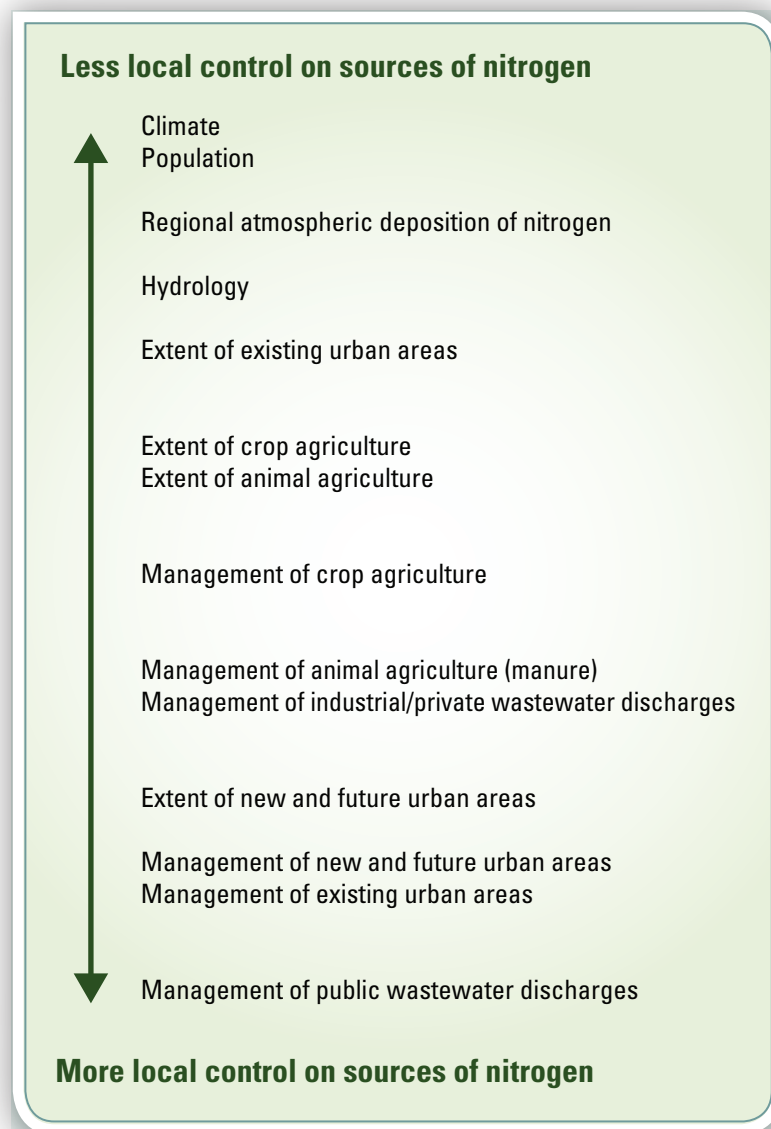 Less local control on sources of nitrogen
Climate
Population
Regional atmospheric deposition of nitrogen
Hydrology
Extent of existing urban areas
Extent of crop agriculture
Extent of animal agriculture
Management of crop agriculture
Management of animal agriculture (manure)
Management of industrial/private wastewater discharges
Extent of new and future urban areas
Management of new and future urban areas
Management of existing urban areas
Management of public wastewater discharges
More local control on sources of nitrogen